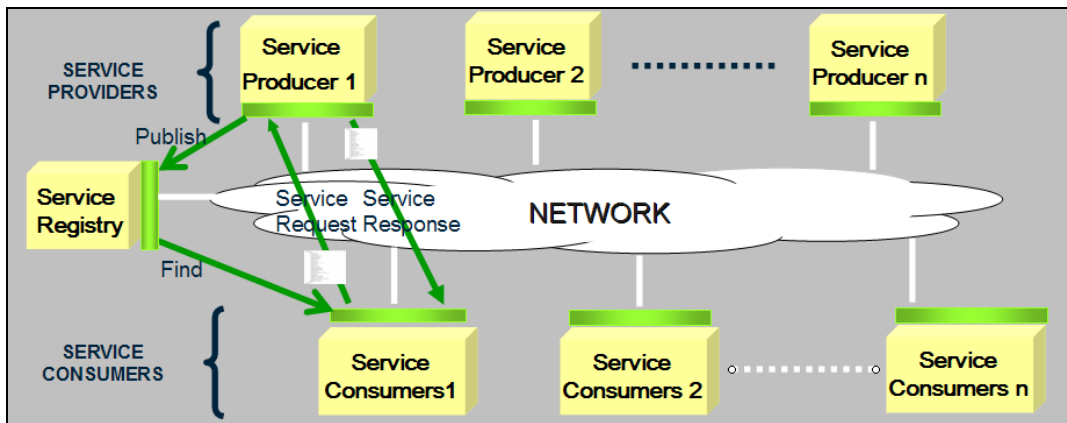 SERVICE
PROVIDERS
Service
Producer 1
Service
Producer 2
Service
Producer n
Publish
Service
Registry
Service
Request
Service
Response
NETWORK
Find
SERVICE
CONSUMERS
Service
Consumers1
Service
Consumers 2
Service
Consumers n